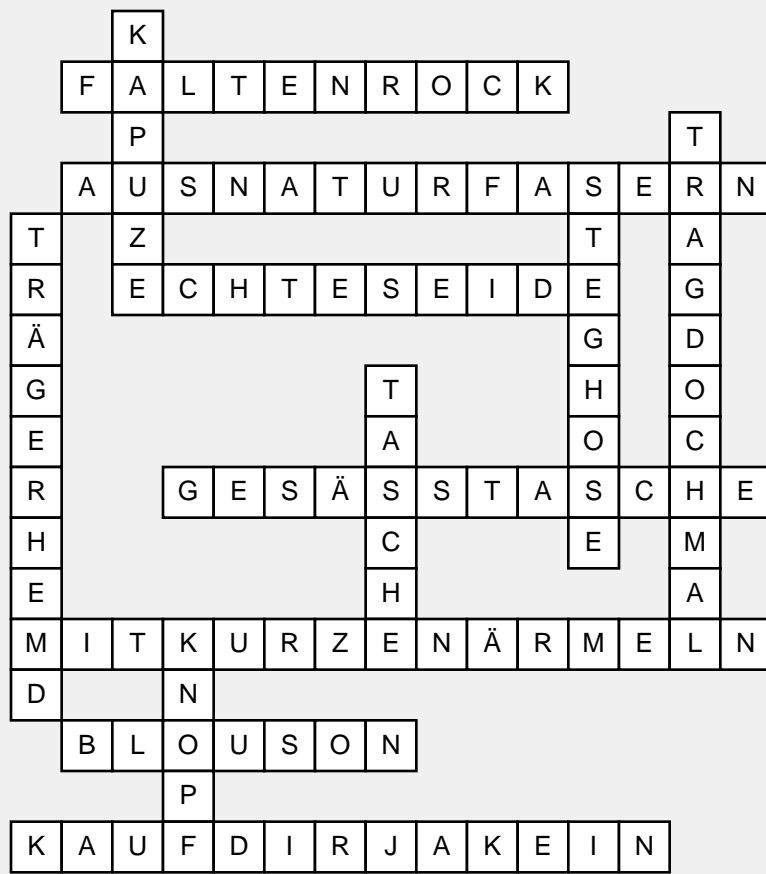 KAPUZE
FALTENROCK
TRAGDOCHMAL
AUSNATURFASERN
STEGHOSE
TRÄGERHEMD
ECHTESEIDE
TASCHE
GESÄSSTASCHE
MITKURZENÄRMELN
KNOPF
BLOUSON
KAUFDIRJAKEIN